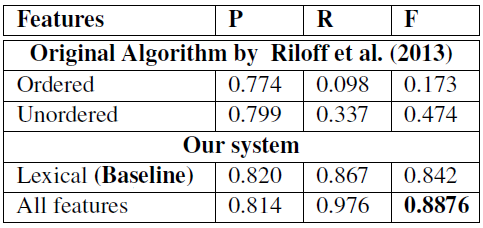 Features P R F
Original Algorithm by Riloff et al. (2013)
Ordered 0.774 0.098 0.173
Unordered 0.799 0.337 0.474
Our system
Lexical (Baseline) 0.820 0.867 0.842
All features 0.814 0.976 0.8876